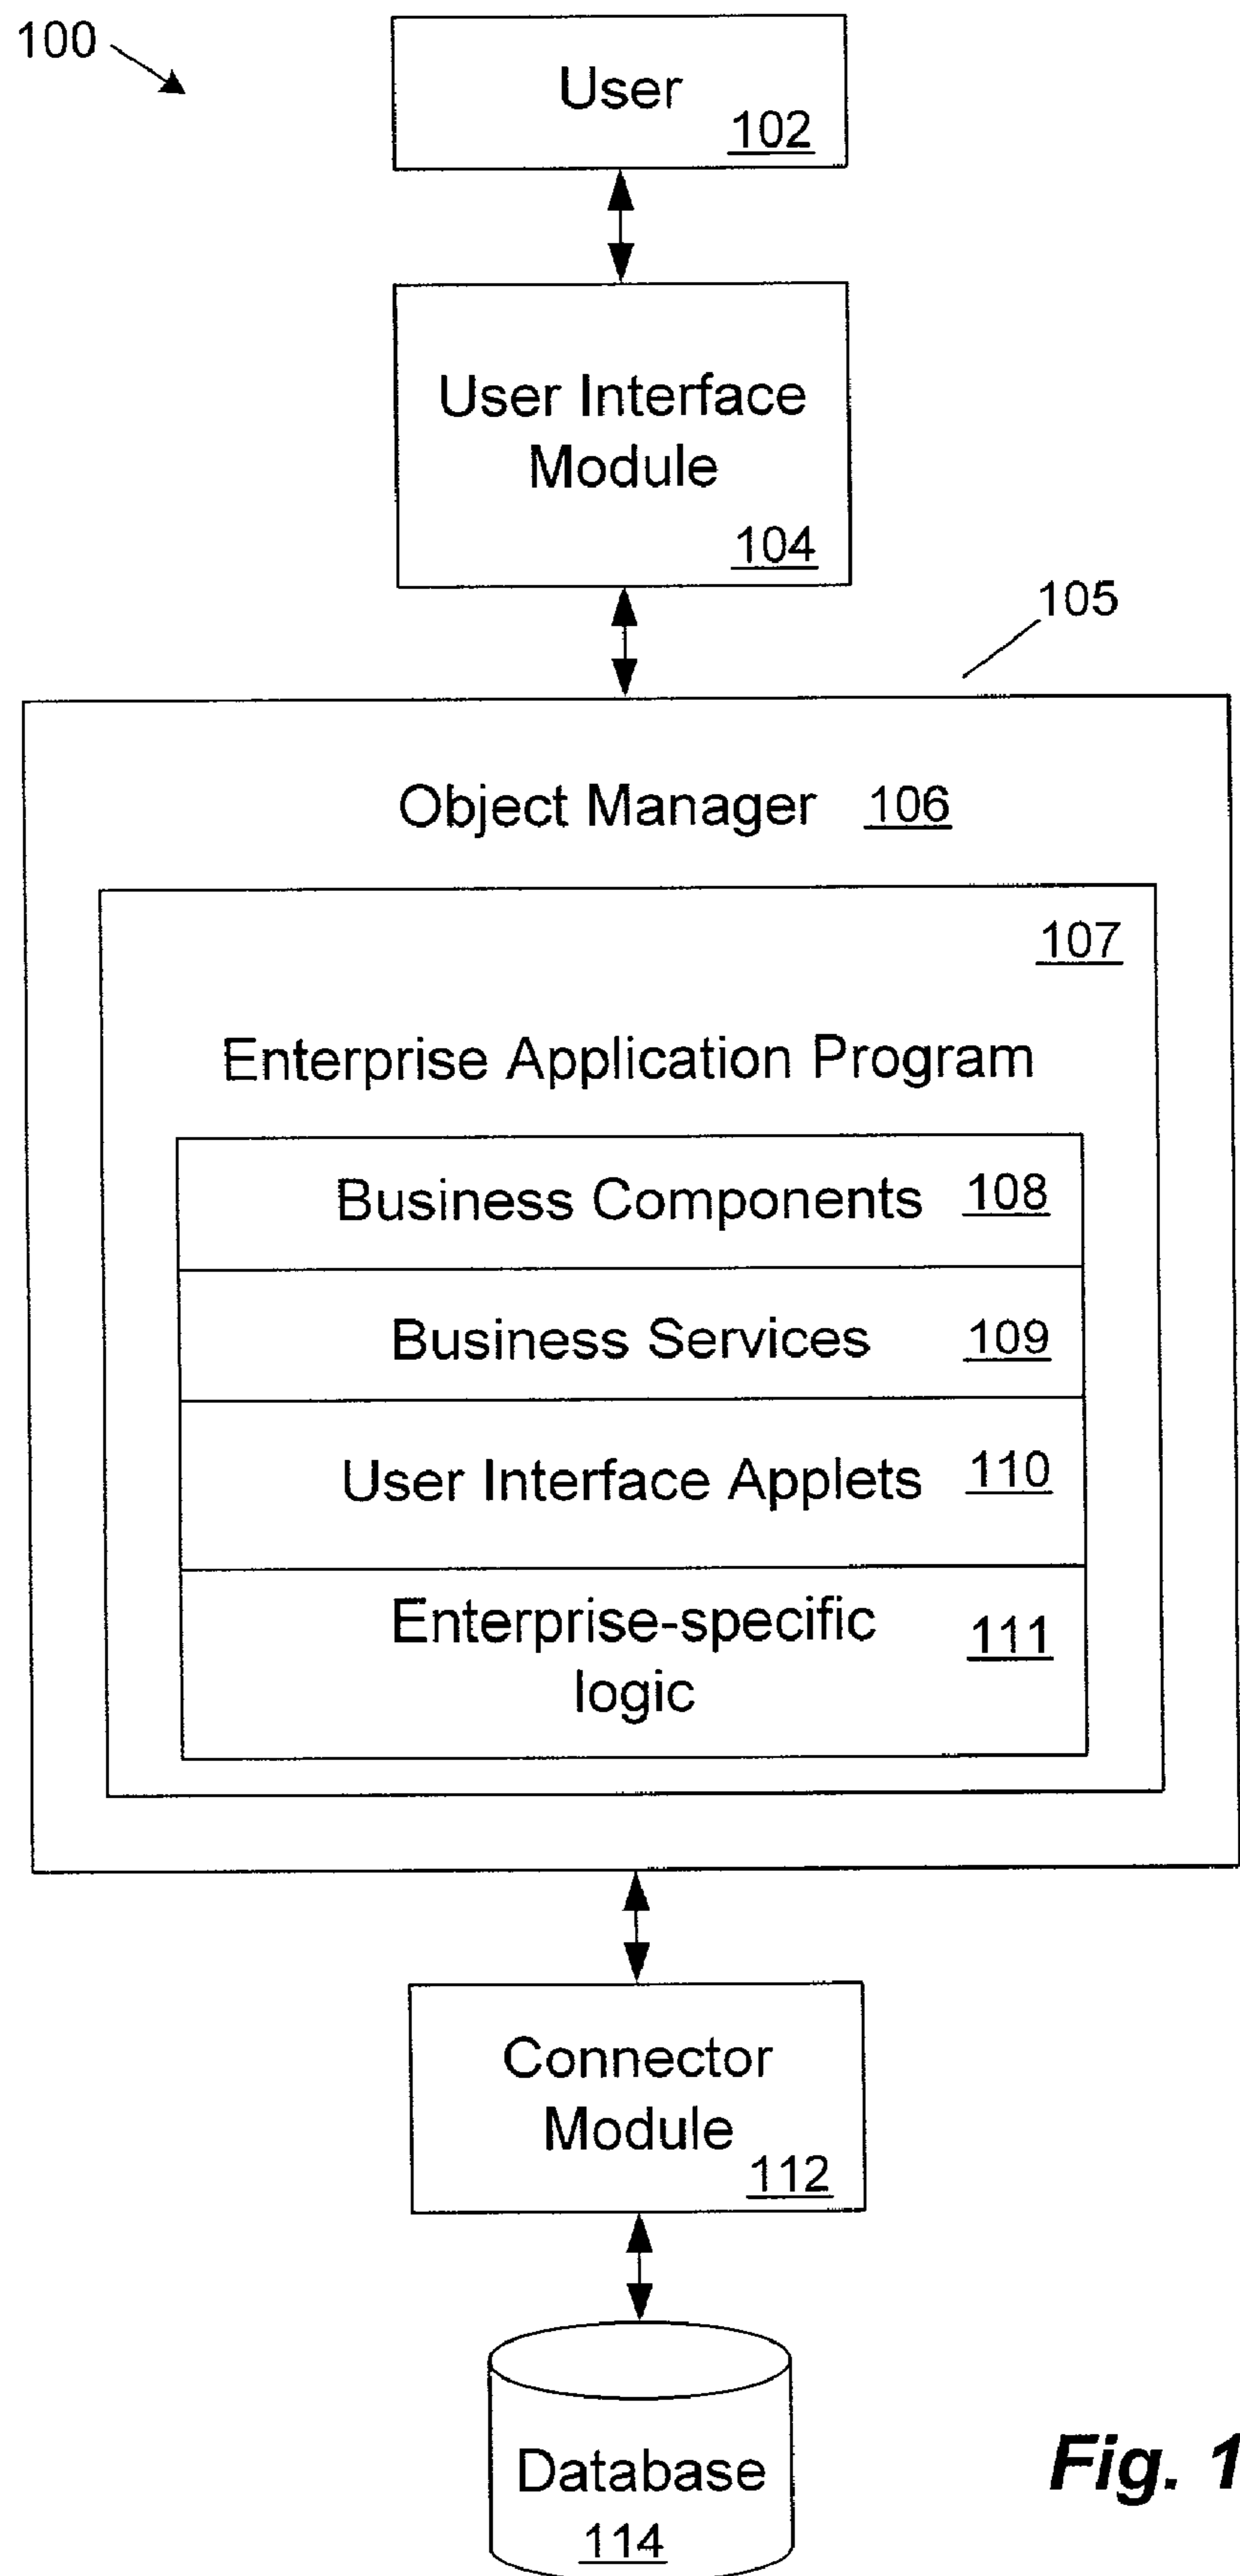 100
User
102
User Interface
Module
104
105
Object Manager 106
107
Enterprise Application Program
Business Components 108
Business Services 109
User Interface Applets 110
Enterprise-specific 111
logic
Connector
Module
112
Database
114
Fig. 1